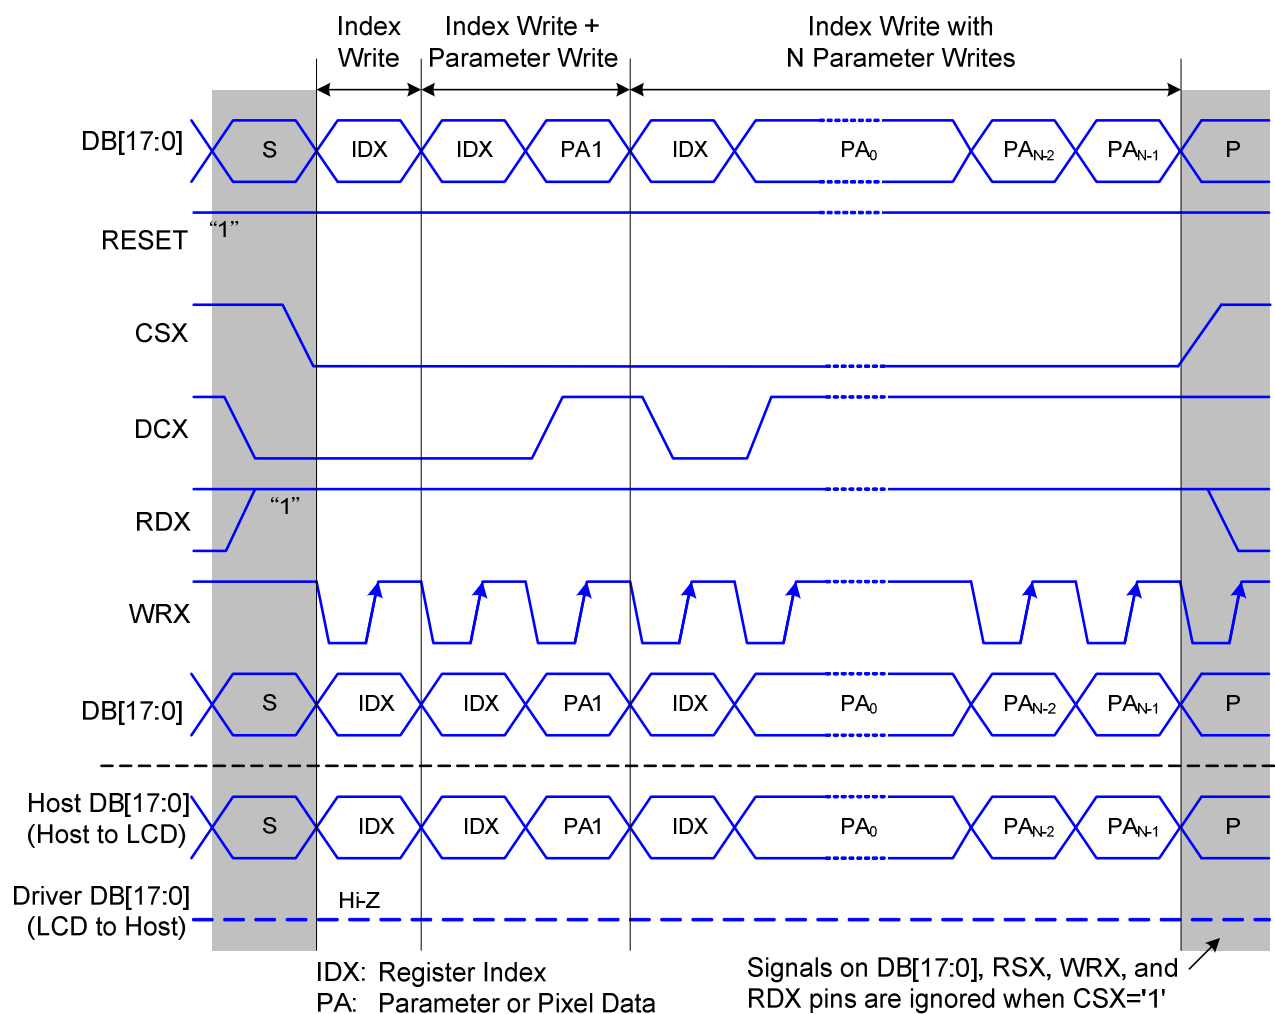 Index Write
Index Write +
Parameter Write
Index Write with
N Parameter Writes
DB[17:0] S IDX IDX PA1 IDX PA0 PAN-2 PAN-1 P
RESET "1"
CSX
DCX
RDX "1"
WRX
DB[17:0] S IDX IDX PA1 IDX PA0 PAN-2 PAN-1 P
Host DB[17:0]
(Host to LCD)
S IDX IDX PA1 IDX PA0 PAN-2 PAN-1 P
Driver DB[17:0]
(LCD to Host)
Hi-Z
IDX: Register Index
PA: Parameter or Pixel Data
Signals on DB[17:0], RSX, WRX, and
RDX pins are ignored when CSX='1'